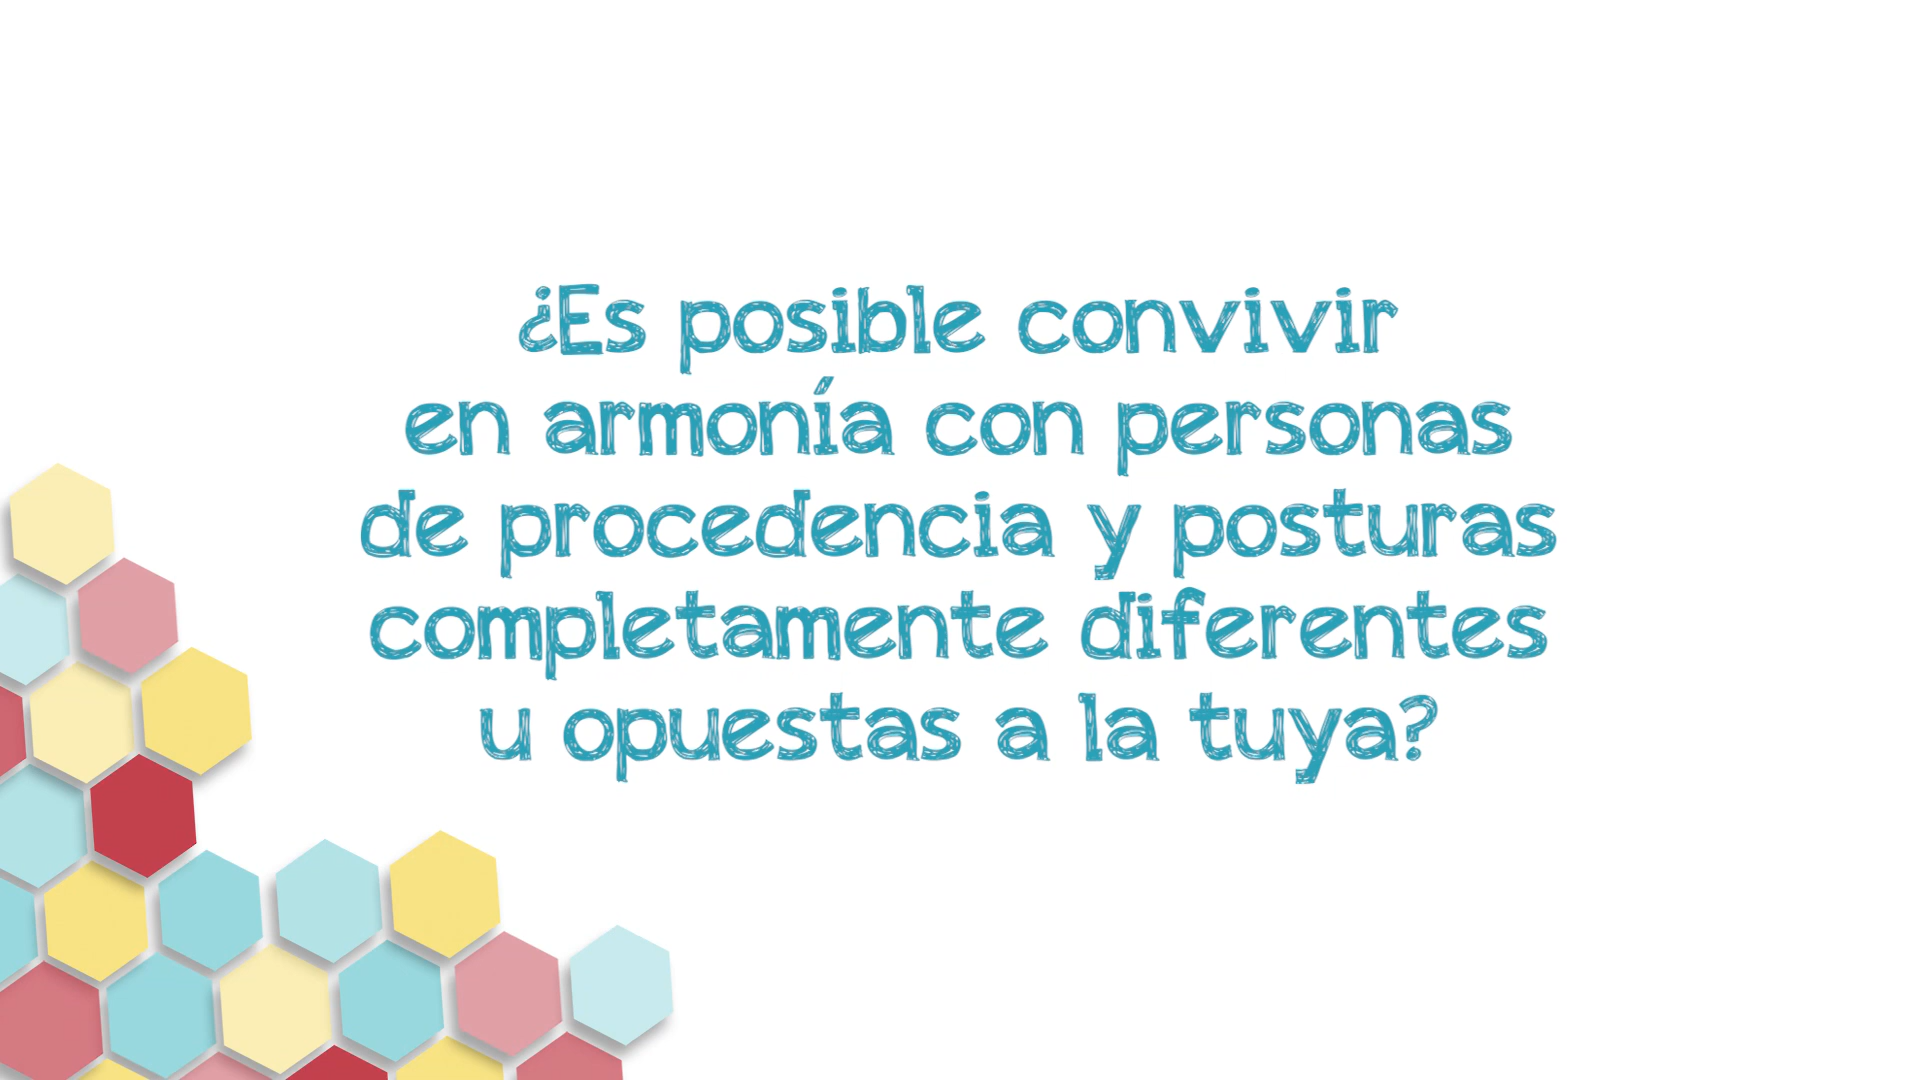 ¿Es posible convivir
en armonía con personas
de procedencia y posturas
completamente diferentes
u opuestas a la tuya?